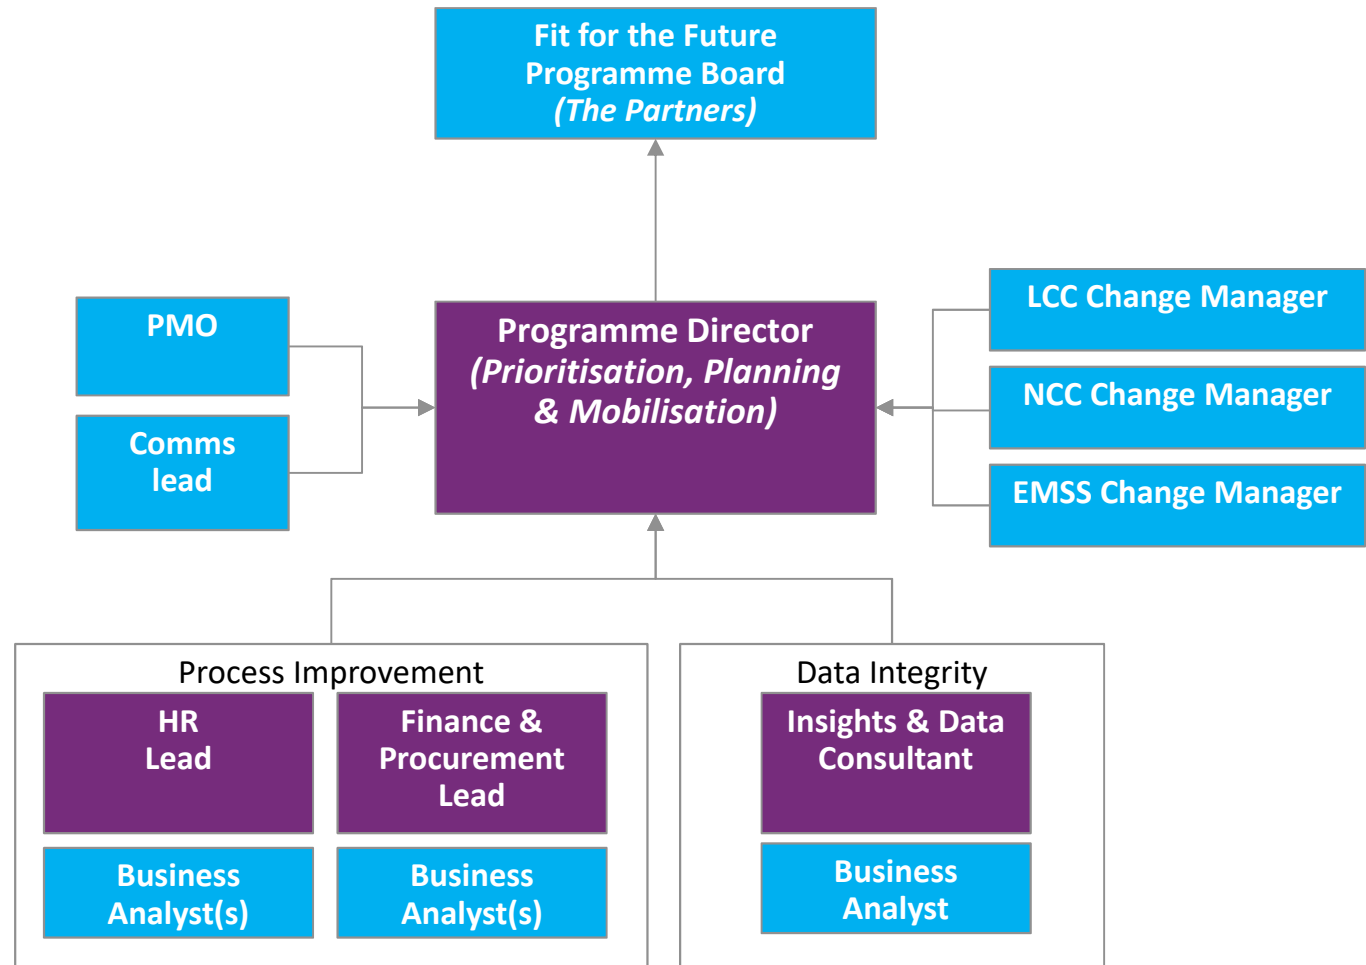 Fit for the Future
Programme Board
(The Partners)
PMO
Comms
lead
Programme Director
(Prioritisation, Planning
& Mobilisation)
LCC Change Manager
NCC Change Manager
EMSS Change Manager
Process Improvement
HR
Lead
Finance &
Procurement
Lead
Business
Analyst(s)
Business
Analyst(s)
Data Integrity
Insights & Data
Consultant
Business
Analyst